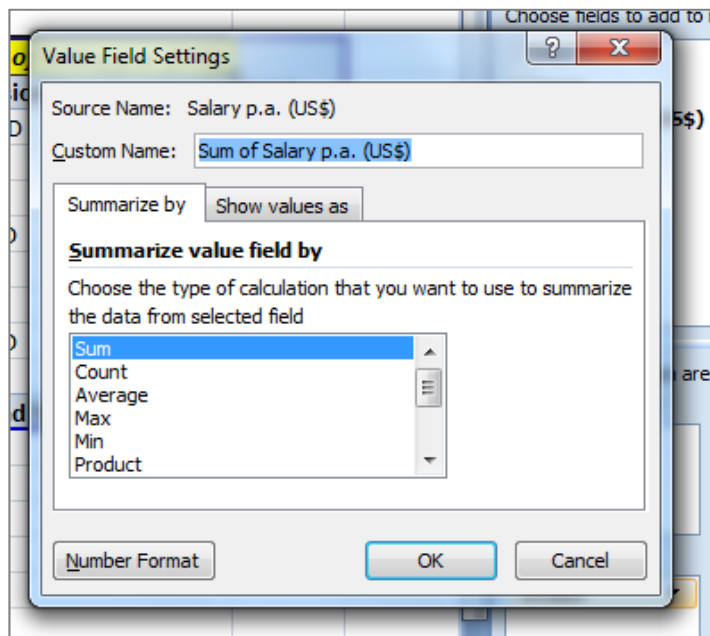 Choose fields to add to
Value Field Settings
Source Name: Salary p.a. (US$)
Custom Name: Sum of Salary p.a. (US$)
Summarize by Show values as
Summarize value field by
Choose the type of calculation that you want to use to summarize
the data from selected field
Sum
Count
Average
Max
Min
Product
Number Format OK Cancel
are